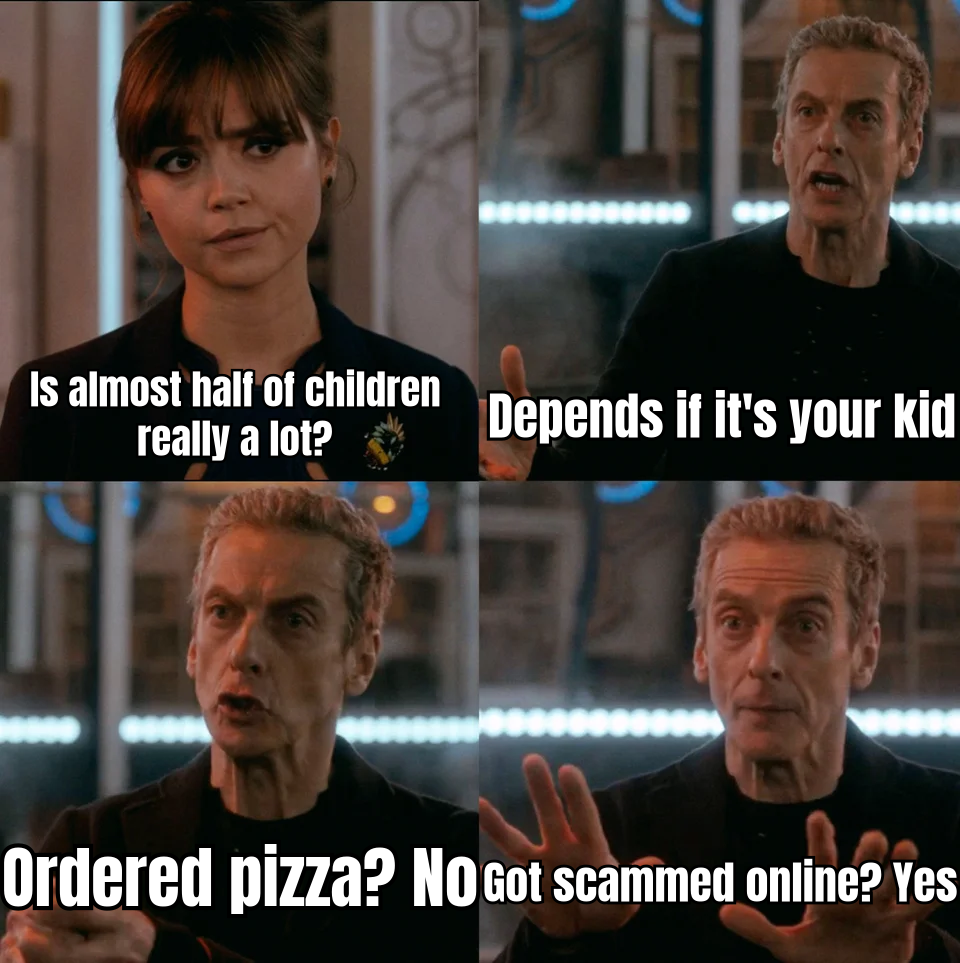 Is almost half of children
really a lot?
Depends if it's your kid
Ordered pizza? No
Got scammed online? Yes